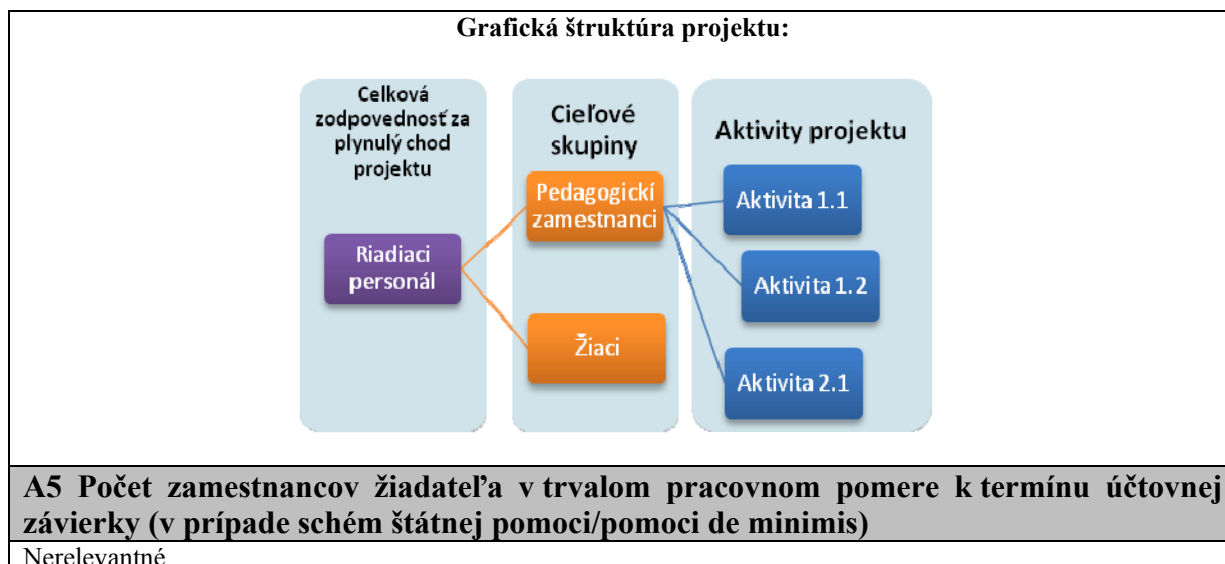 Grafická štruktúra projektu:
Celková
zodpovednosť za
plynulý chod
projektu
Riadiaci
personál
Cieľové
skupiny
Pedagogickí
zamestnanci
Žiaci
Aktivity projektu
Aktivita 1.1
Aktivita 1.2
Aktivita 2.1
A5 Počet zamestnancov žiadateľa v trvalom pracovnom pomere k termínu účtovnej
závierky (v prípade schém štátnej pomoci/pomoci de minimis)
Nerelevantné